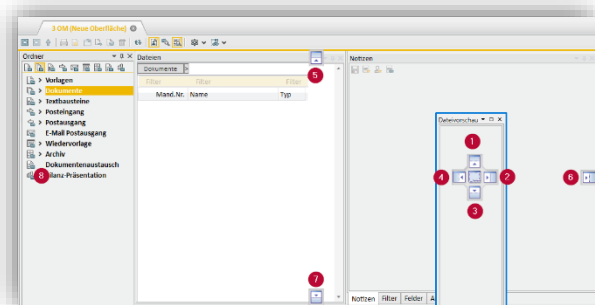 3 OM (Neue Oberfläche)
Ordner
Dateien
Notizen
Dokumente
Filter Filter Filter
Mand.Nr. Name Typ
Vorlagen
Dokumente
Textbausteine
Posteingang
Postausgang
E-Mail Postausgang
Wiedervorlage
Archiv
Dokumentenaustausch
ilanz-Präsentation
Dateivorschau
1
2
3
4
5
6
7
8
Notizen Filter Felder A